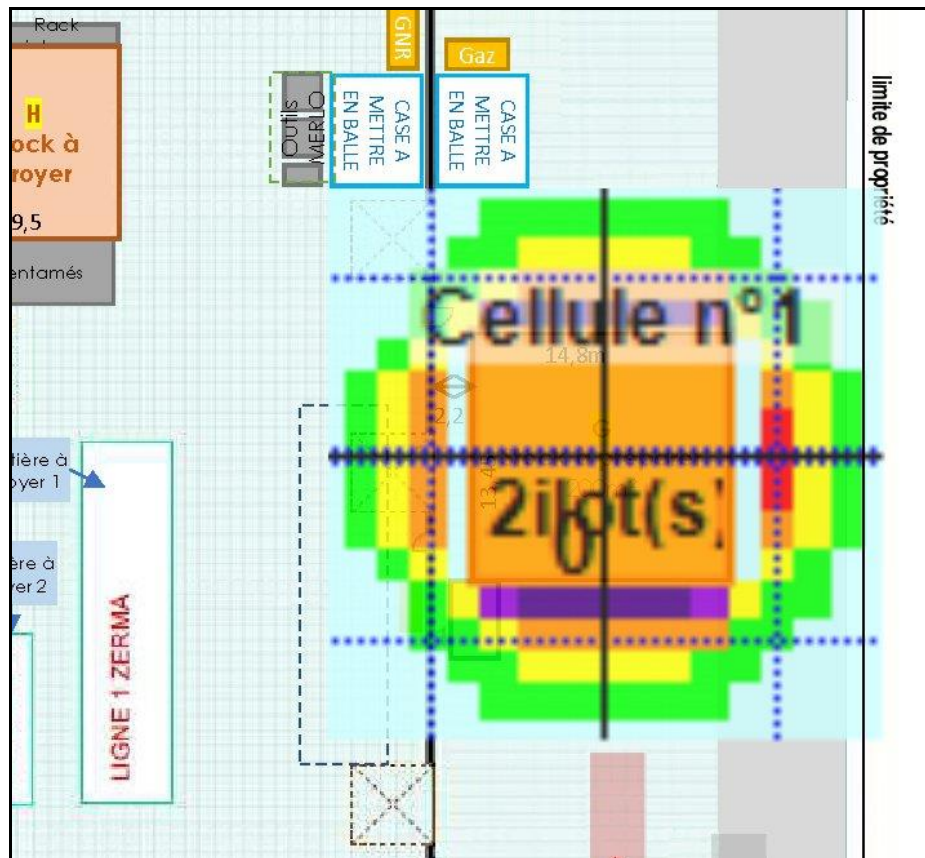 Rack
H
ock à
royer
9,5
entamés
Outils
MERLO
GNR
CASE A
METTRE
EN BALLE
Gaz
CASE A
METTRE
EN BALLE
limite de propriété
Cellule n°1
14,8m
2,2
13,45
G
2ilot(s)
0
tière à
oyer 1
ère à
yer 2
LIGNE 1 ZERMA